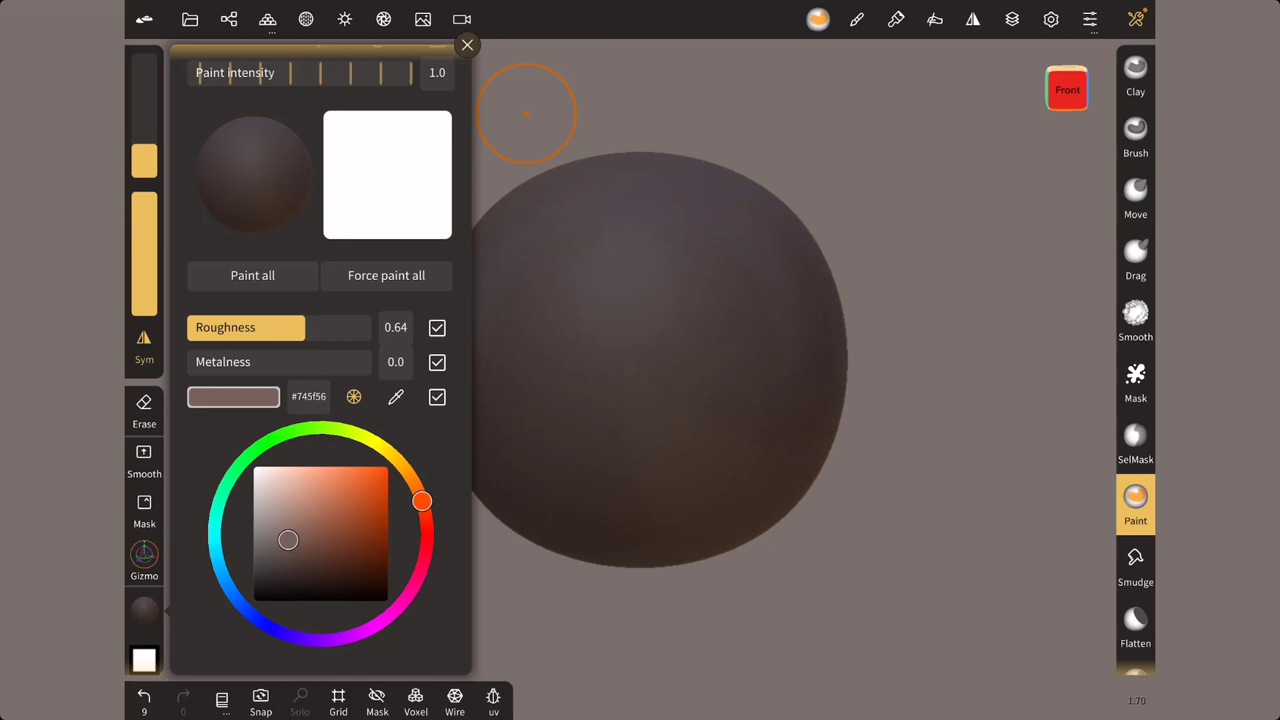 Paint intensity
1.0
Front
Paint all
Force paint all
Roughness
0.64
Metalness
0.0
#745f56
Sym
Erase
Smooth
Mask
Gizmo
Clay
Brush
Move
Drag
Smooth
Mask
SelMask
Paint
Smudge
Flatten
9
0
...
Snap
Solo
Grid
Mask
Voxel
Wire
uv
1.70